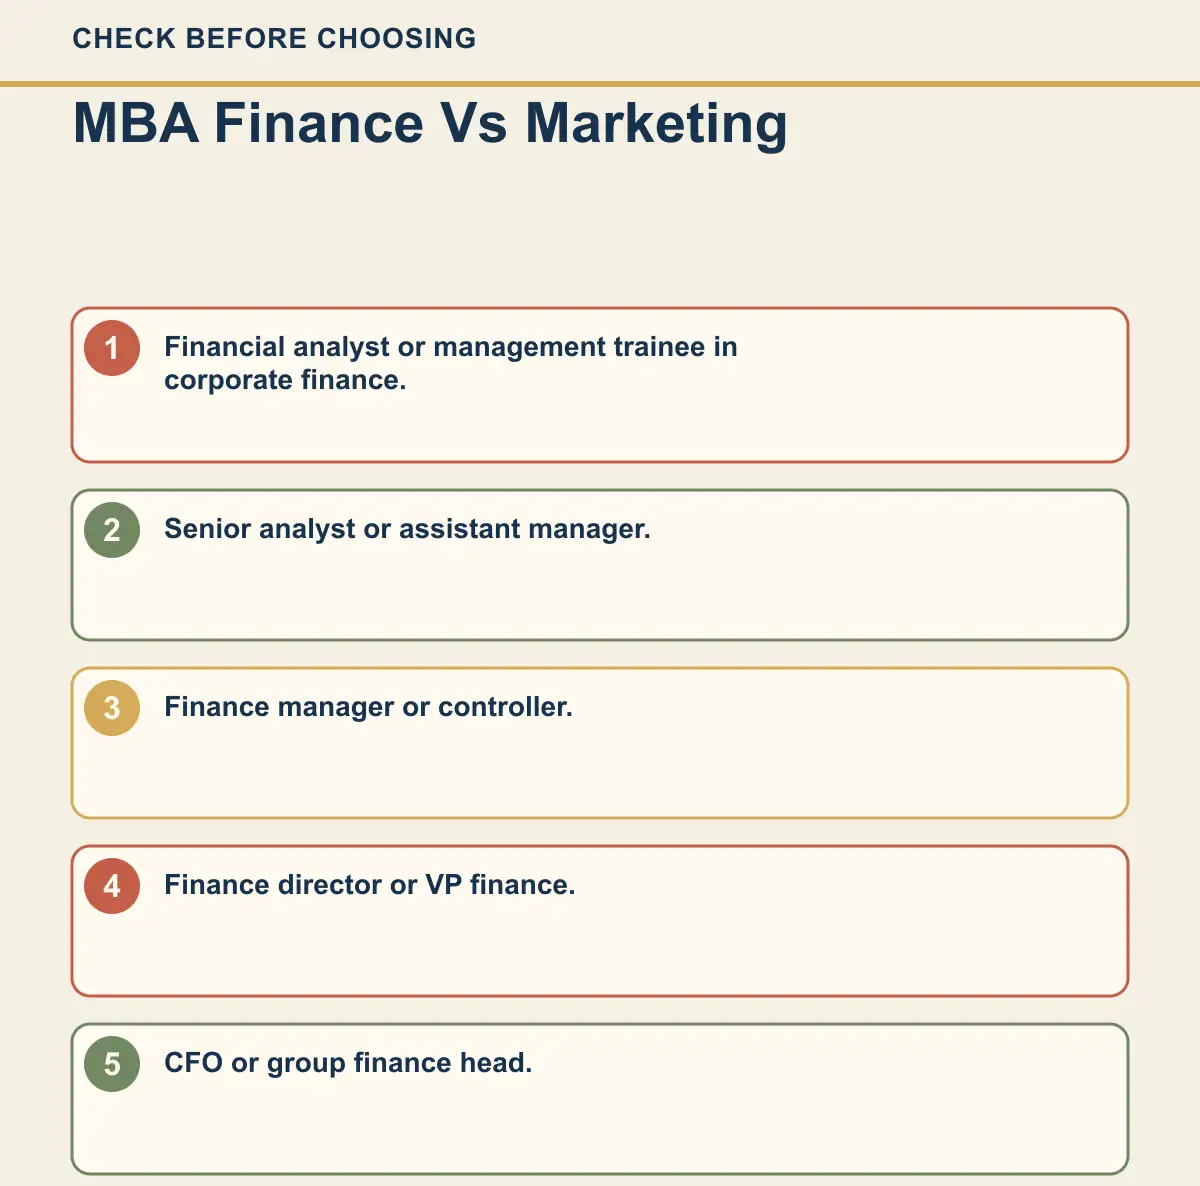 CHECK BEFORE CHOOSING
MBA Finance Vs Marketing
1
Financial analyst or management trainee in
corporate finance.
2
Senior analyst or assistant manager.
3
Finance manager or controller.
4
Finance director or VP finance.
5
CFO or group finance head.